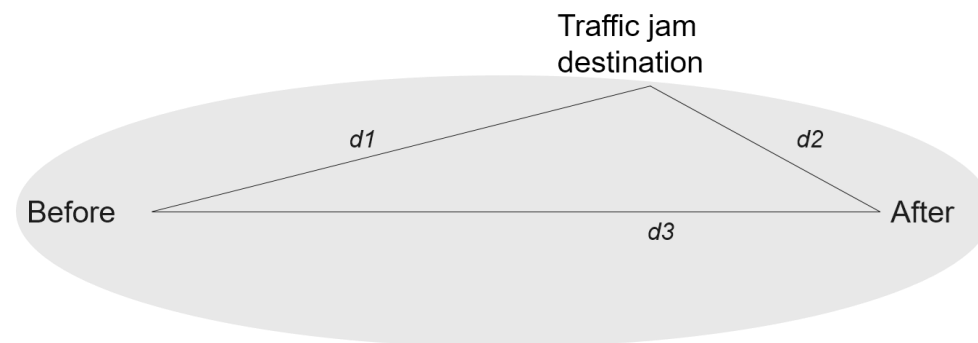 Traffic jam
destination
d1
d2
Before
After
d3